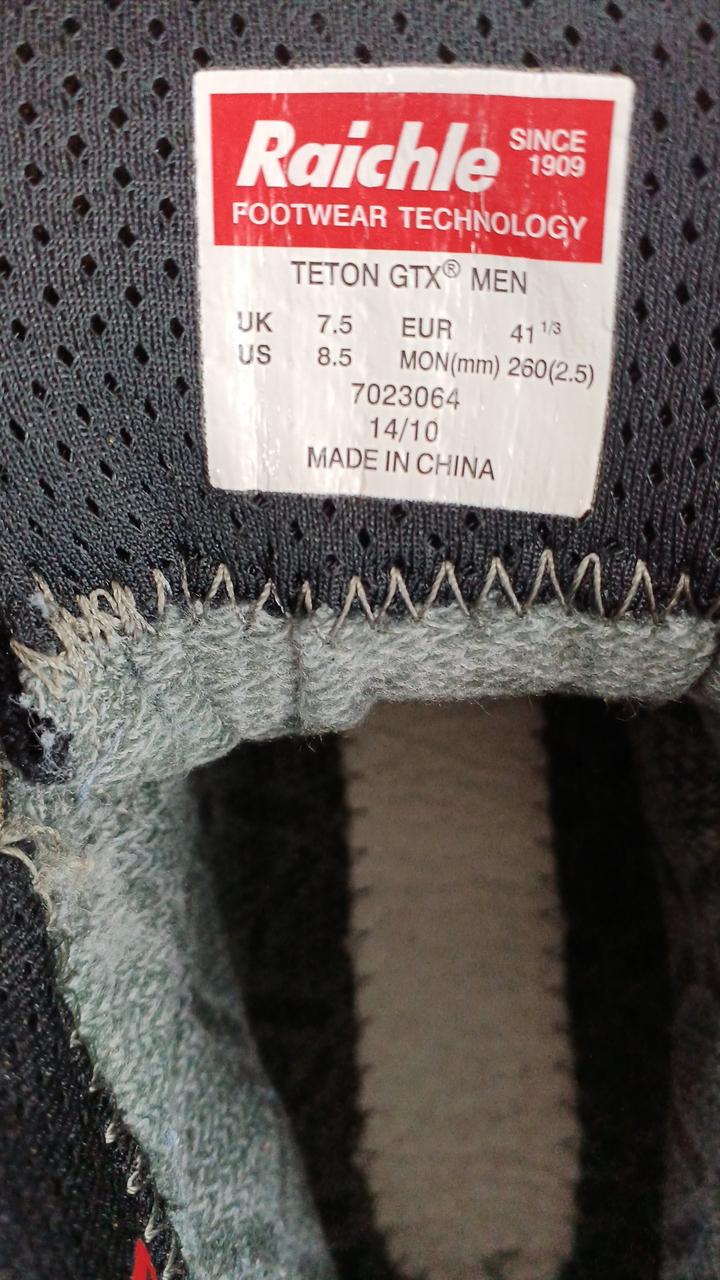 Raichle SINCE 1909
FOOTWEAR TECHNOLOGY
TETON GTX® MEN
UK 7.5 EUR 41 1/3
US 8.5 MON(mm) 260(2.5)
7023064
14/10
MADE IN CHINA